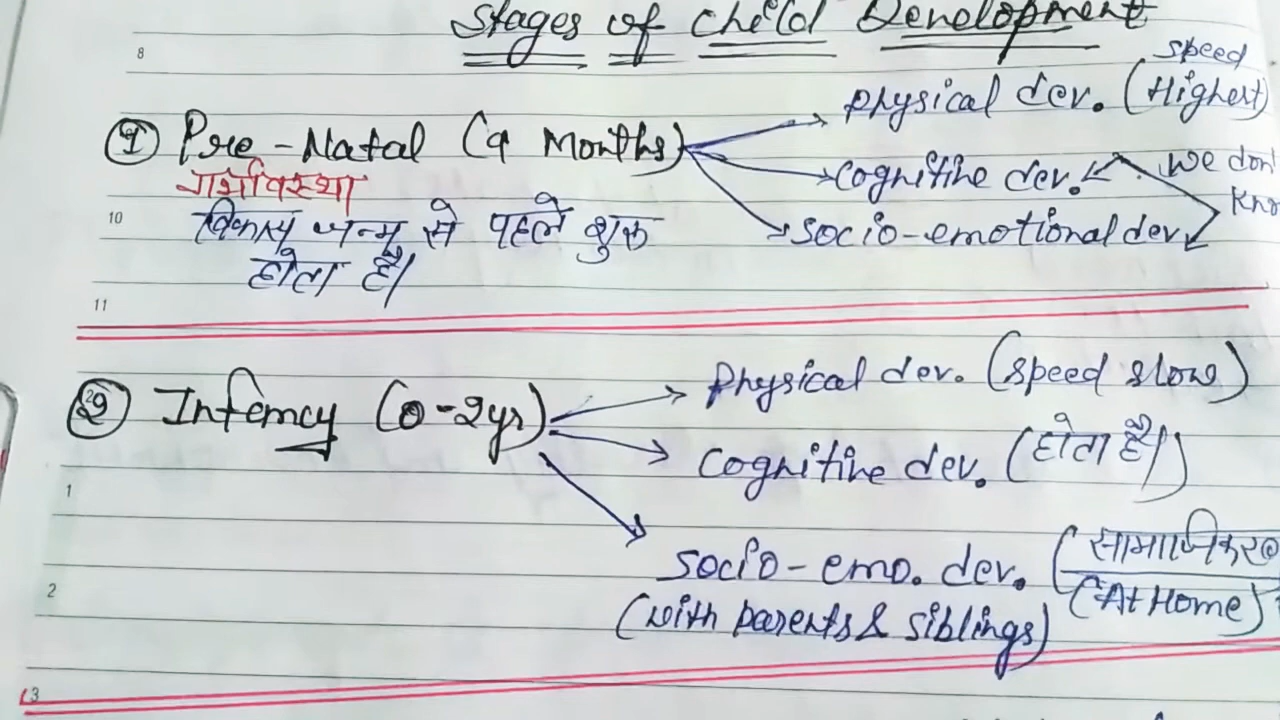 Stages of Child Development
① Pre-Natal (9 Months)
गर्भावस्था
विकास जन्म से पहले शुरू
होता है।
speed
physical dev. (Highest)
cognitive dev.
we don't
socio-emotional dev.
② Infancy (0-2yr)
Physical dev. (speed slow)
Cognitive dev. (होता है।)
Socio-emo. dev. (सामाजिकरण
(At Home)
(with parents & siblings)
8
10
11
29
1
2
3